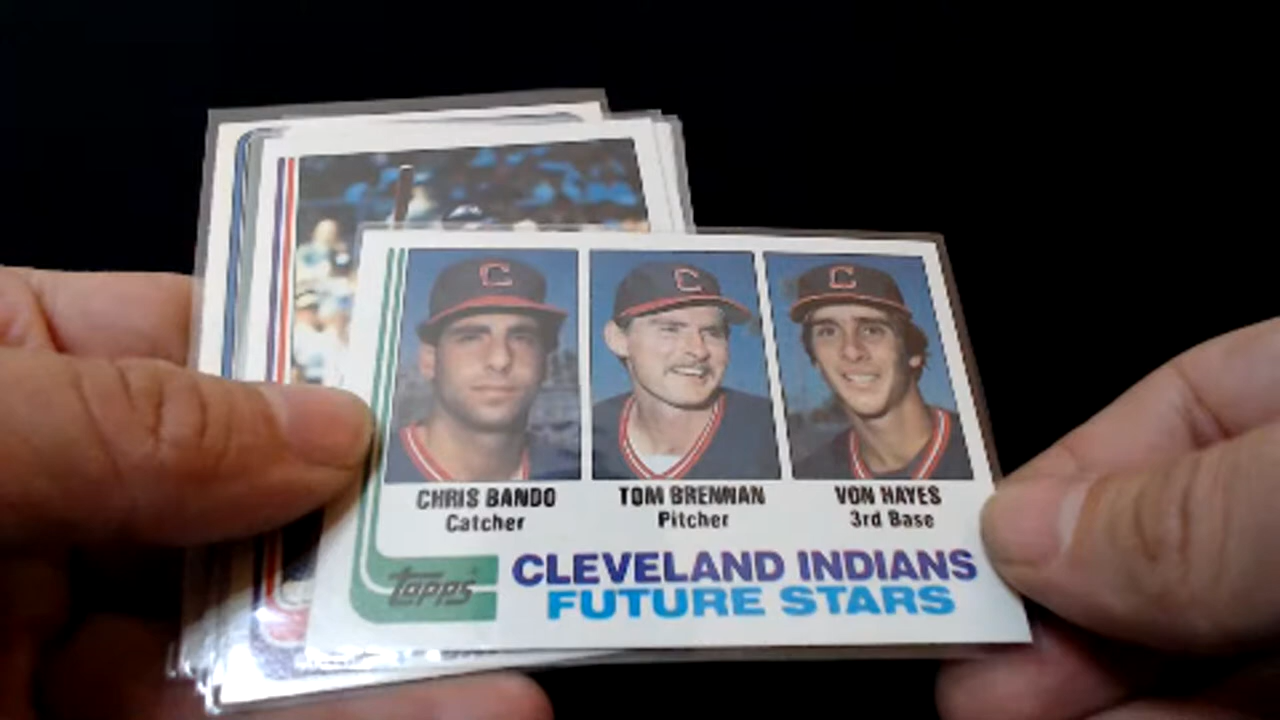 C C C
CHRIS BANDO TOM BRENNAN VON HAYES
Catcher Pitcher 3rd Base
topps
CLEVELAND INDIANS
FUTURE STARS